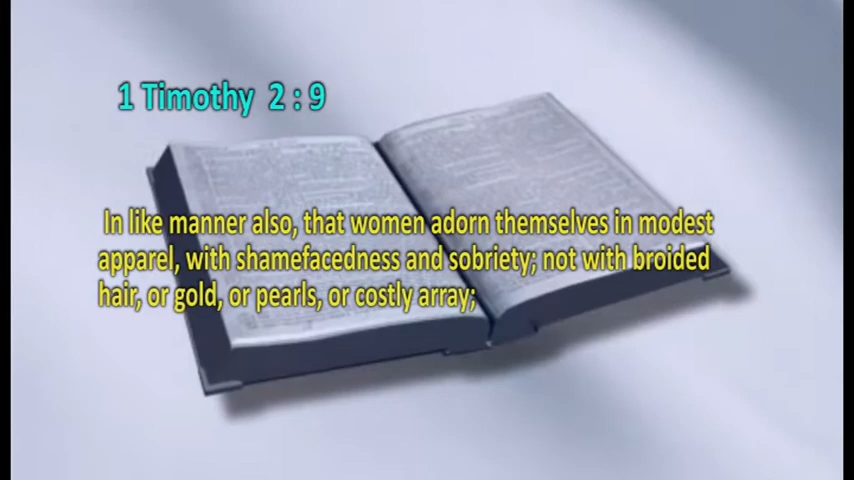 1 Timothy 2 : 9
In like manner also, that women adorn themselves in modest
apparel, with shamefacedness and sobriety; not with broided
hair, or gold, or pearls, or costly array;